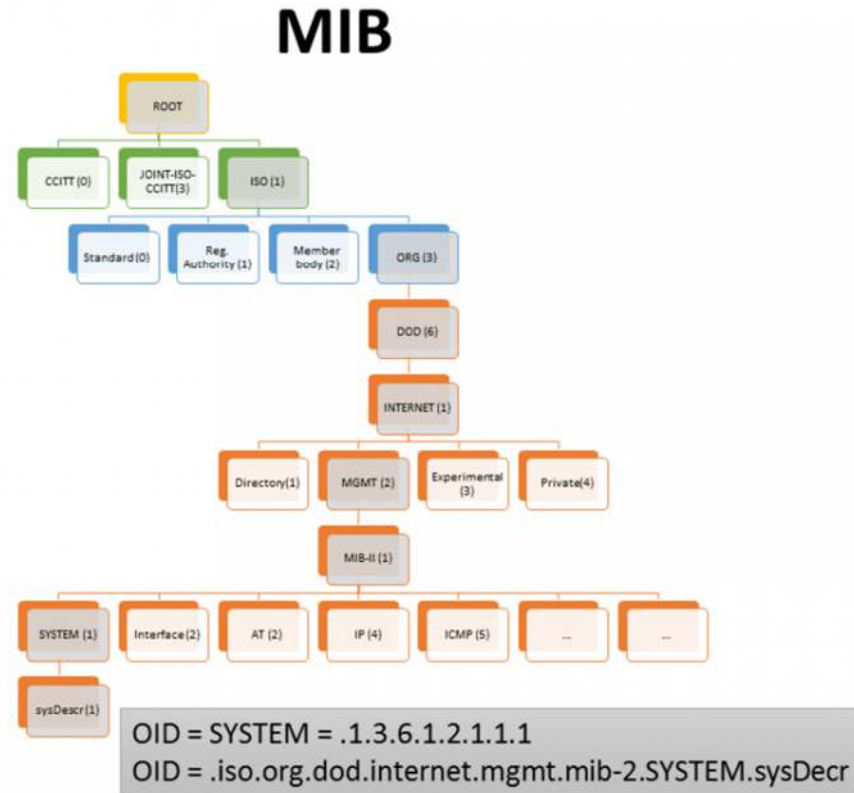 MIB
ROOT
CCITT (0)
JOINT-ISO-
CCITT(3)
ISO (1)
Standard(0)
Reg.
Authority (1)
Member
body (2)
ORG (3)
DOD (6)
INTERNET (1)
Directory(1)
MGMT (2)
Experimental
(3)
Private(4)
MIB-II (1)
SYSTEM (1)
Interface(2)
AT (2)
IP (4)
ICMP (5)
...
...
sysDescr(1)
OID = SYSTEM = .1.3.6.1.2.1.1.1
OID = .iso.org.dod.internet.mgmt.mib-2.SYSTEM.sysDecr